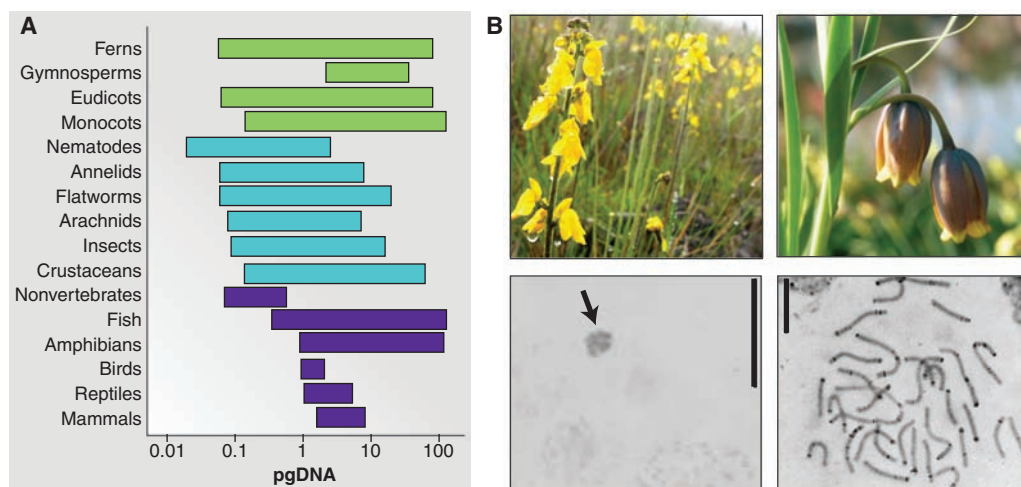 A
Ferns
Gymnosperms
Eudicots
Monocots
Nematodes
Annelids
Flatworms
Arachnids
Insects
Crustaceans
Nonvertebrates
Fish
Amphibians
Birds
Reptiles
Mammals
0.01 0.1 1 10 100
pgDNA
B